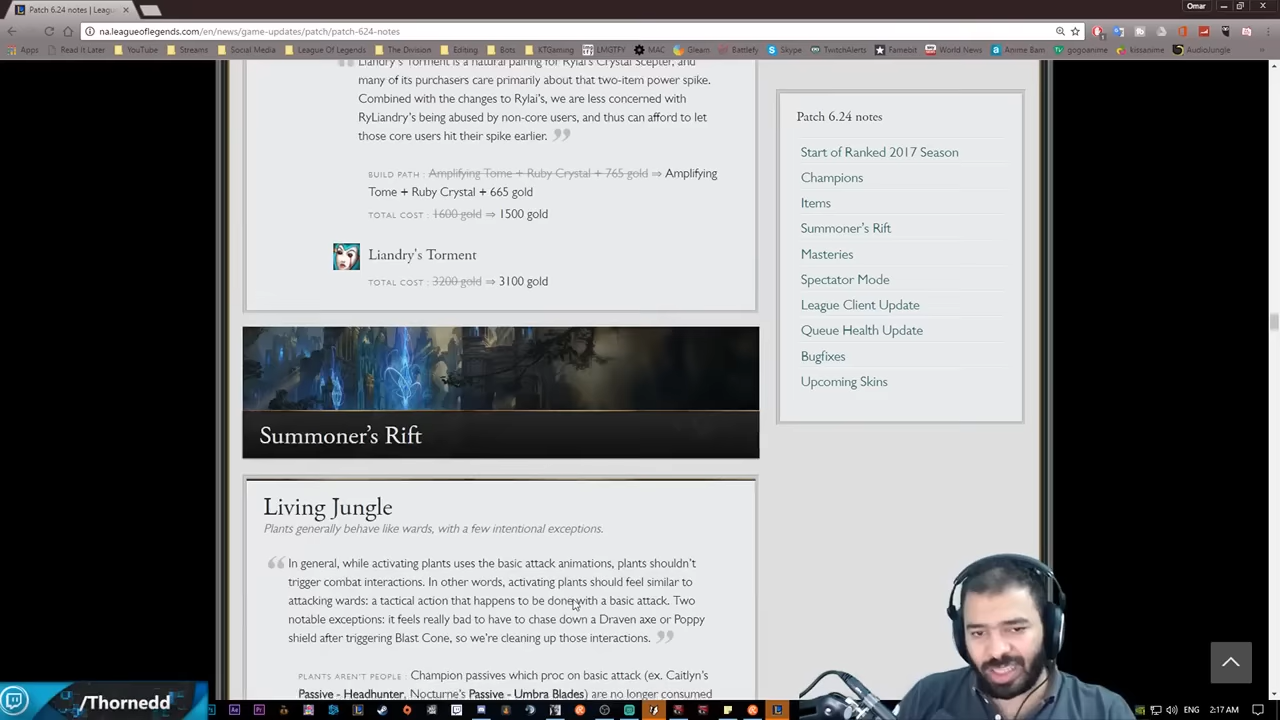 Patch 6.24 notes | Leagu
Omar
na.leagueoflegends.com/en/news/game-updates/patch/patch-624-notes
Apps Read it Later YouTube Streams Social Media League Of Legends The Division Editing Bots KTGaming LMGTFY MAC Gleam Battlefy Skype TwitchAlerts Famebit World News Anime Bam gogoanime kissanime AudioJungle
Liandry's Torment is a natural pairing for Rylai's Crystal Scepter, and
many of its purchasers care primarily about that two-item power spike.
Combined with the changes to Rylai's, we are less concerned with
RyLiandry's being abused by non-core users, and thus can afford to let
those core users hit their spike earlier.
BUILD PATH : Amplifying Tome + Ruby Crystal + 765 gold ⇒ Amplifying
Tome + Ruby Crystal + 665 gold
TOTAL COST : 1600 gold ⇒ 1500 gold
Liandry's Torment
TOTAL COST : 3200 gold ⇒ 3100 gold
Summoner's Rift
Living Jungle
Plants generally behave like wards, with a few intentional exceptions.
In general, while activating plants uses the basic attack animations, plants shouldn't
trigger combat interactions. In other words, activating plants should feel similar to
attacking wards: a tactical action that happens to be done with a basic attack. Two
notable exceptions: it feels really bad to have to chase down a Draven axe or Poppy
shield after triggering Blast Cone, so we're cleaning up those interactions.
PLANTS AREN'T PEOPLE : Champion passives which proc on basic attack (ex. Caitlyn's
Passive - Headhunter, Nocturne's Passive - Umbra Blades) are no longer consumed
Patch 6.24 notes
Start of Ranked 2017 Season
Champions
Items
Summoner's Rift
Masteries
Spectator Mode
League Client Update
Queue Health Update
Bugfixes
Upcoming Skins
/Thornedd
ENG 2:17 AM